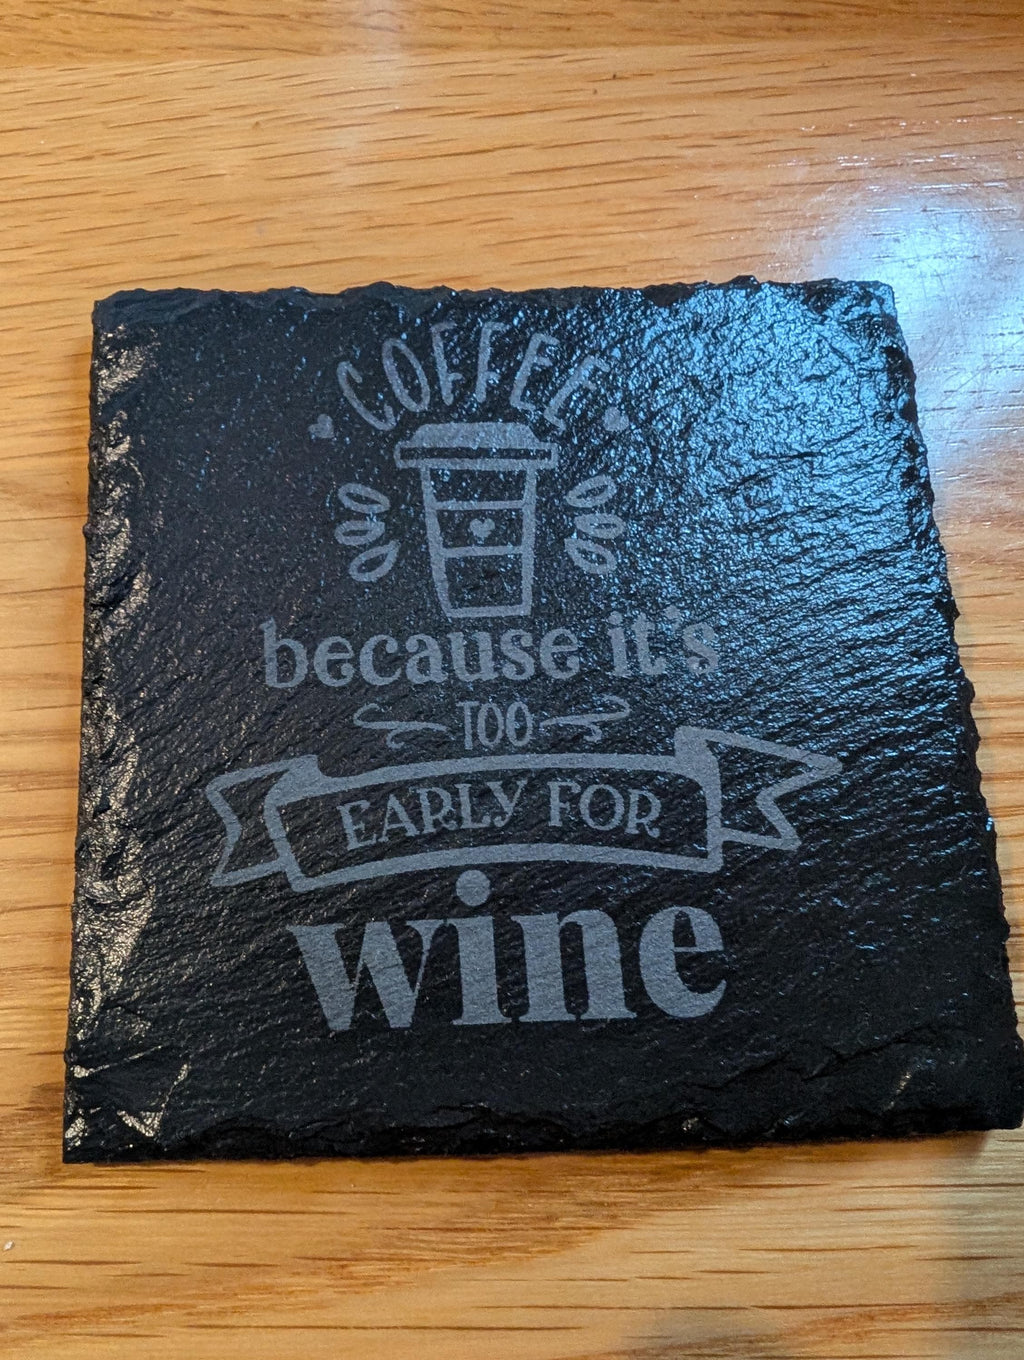 COFFEE
because it's
TOO
EARLY FOR
wine